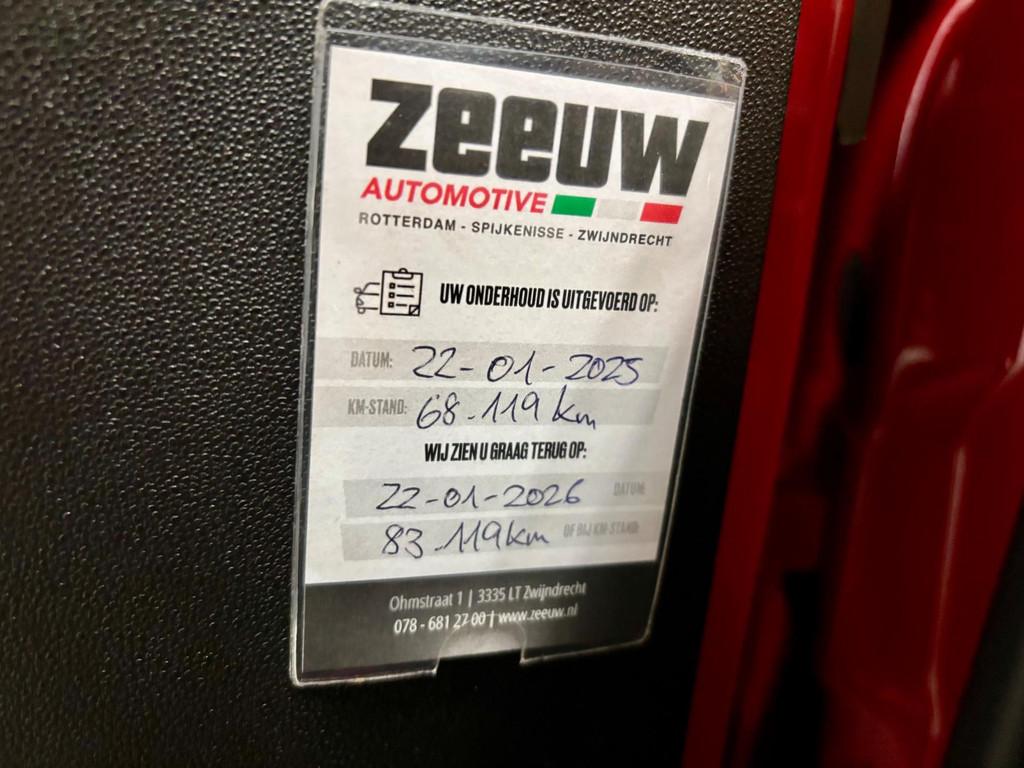 zeeuw
AUTOMOTIVE
ROTTERDAM - SPIJKENISSE - ZWIJNDRECHT
UW ONDERHOUD IS UITGEVOERD OP:
DATUM: 22-01-2025
KM-STAND: 68.119 km
WIJ ZIEN U GRAAG TERUG OP:
22-01-2026 DATUM:
83.119 km OF BIJ KM-STAND:
Ohmstraat 1 | 3335 LT Zwijndrecht
078 - 681 27 00 | www.zeeuw.nl